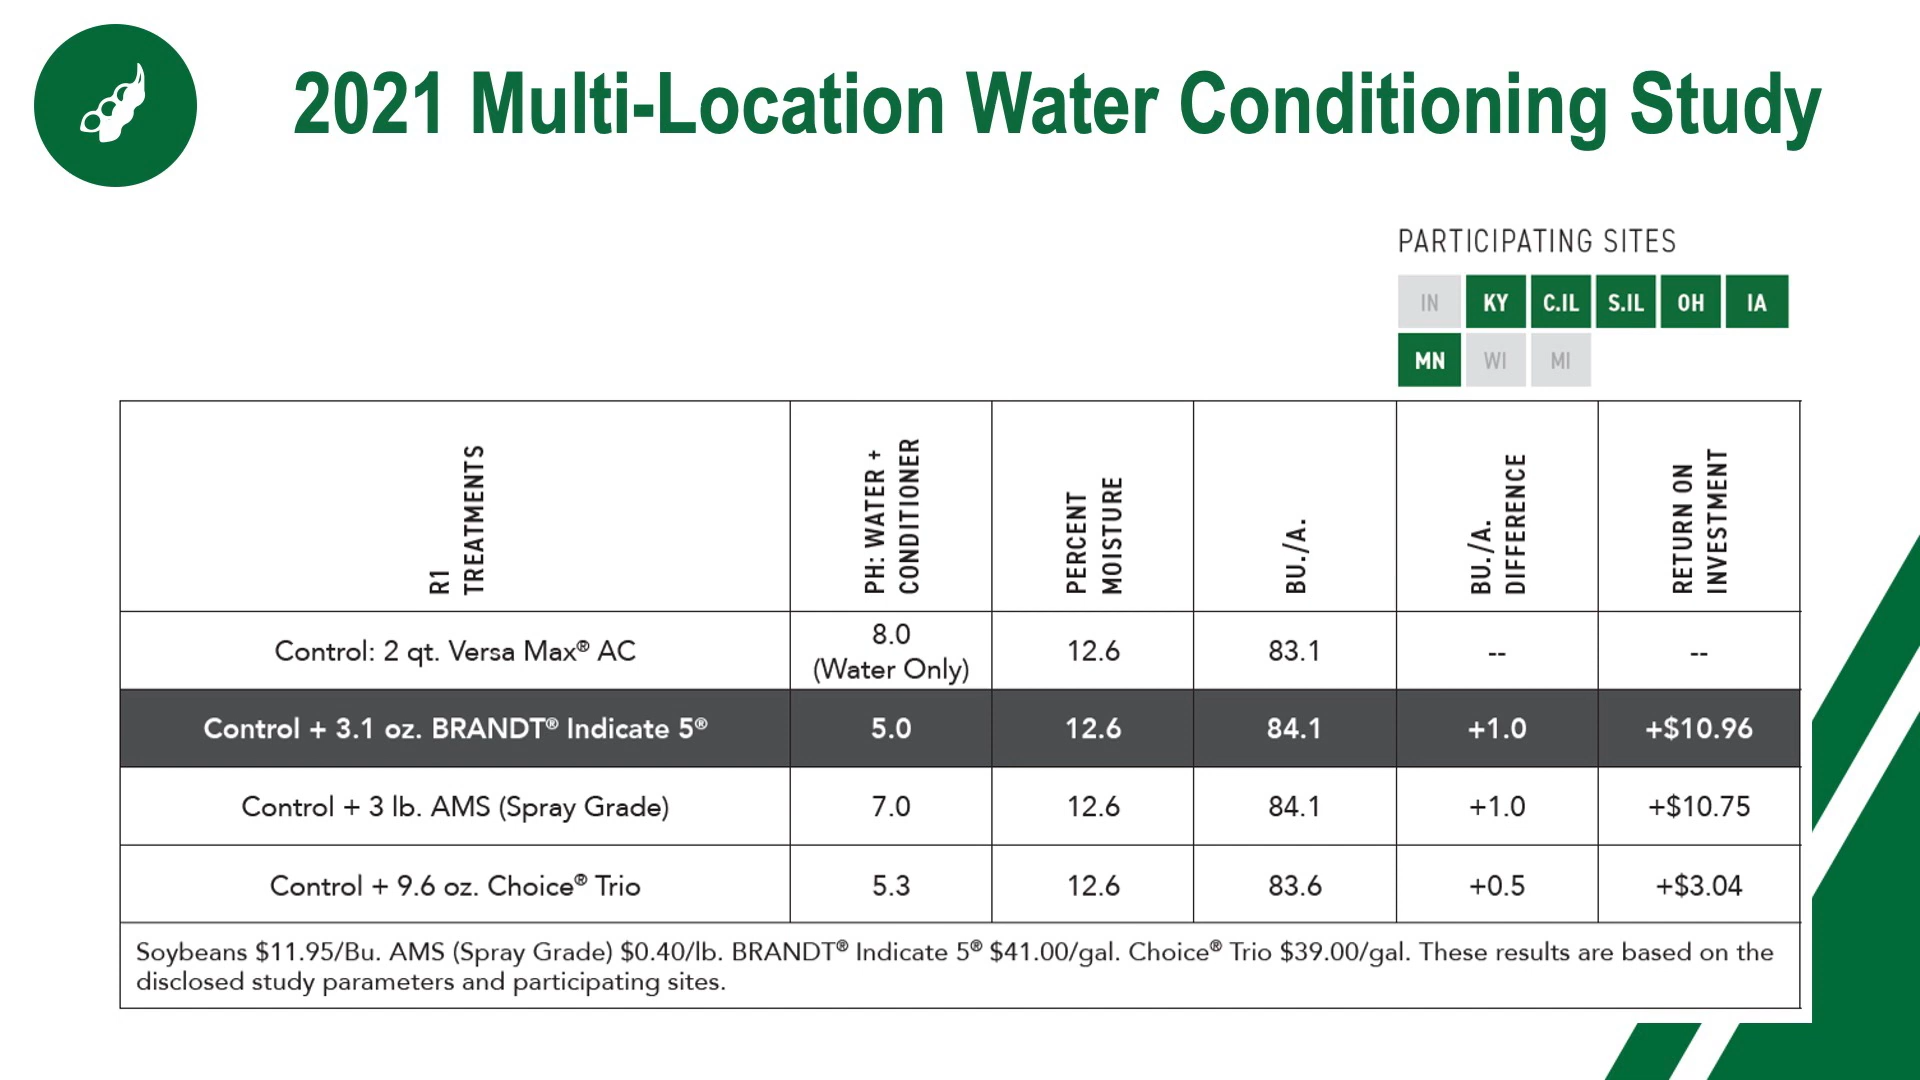 2021 Multi-Location Water Conditioning Study
PARTICIPATING SITES
IN KY C.IL S.IL OH IA
MN WI MI
R1
TREATMENTS
PH: WATER +
CONDITIONER
PERCENT
MOISTURE
BU./A.
BU./A.
DIFFERENCE
RETURN ON
INVESTMENT
Control: 2 qt. Versa Max® AC 8.0 (Water Only) 12.6 83.1 -- --
Control + 3.1 oz. BRANDT® Indicate 5® 5.0 12.6 84.1 +1.0 +$10.96
Control + 3 lb. AMS (Spray Grade) 7.0 12.6 84.1 +1.0 +$10.75
Control + 9.6 oz. Choice® Trio 5.3 12.6 83.6 +0.5 +$3.04
Soybeans $11.95/Bu. AMS (Spray Grade) $0.40/lb. BRANDT® Indicate 5® $41.00/gal. Choice® Trio $39.00/gal. These results are based on the
disclosed study parameters and participating sites.